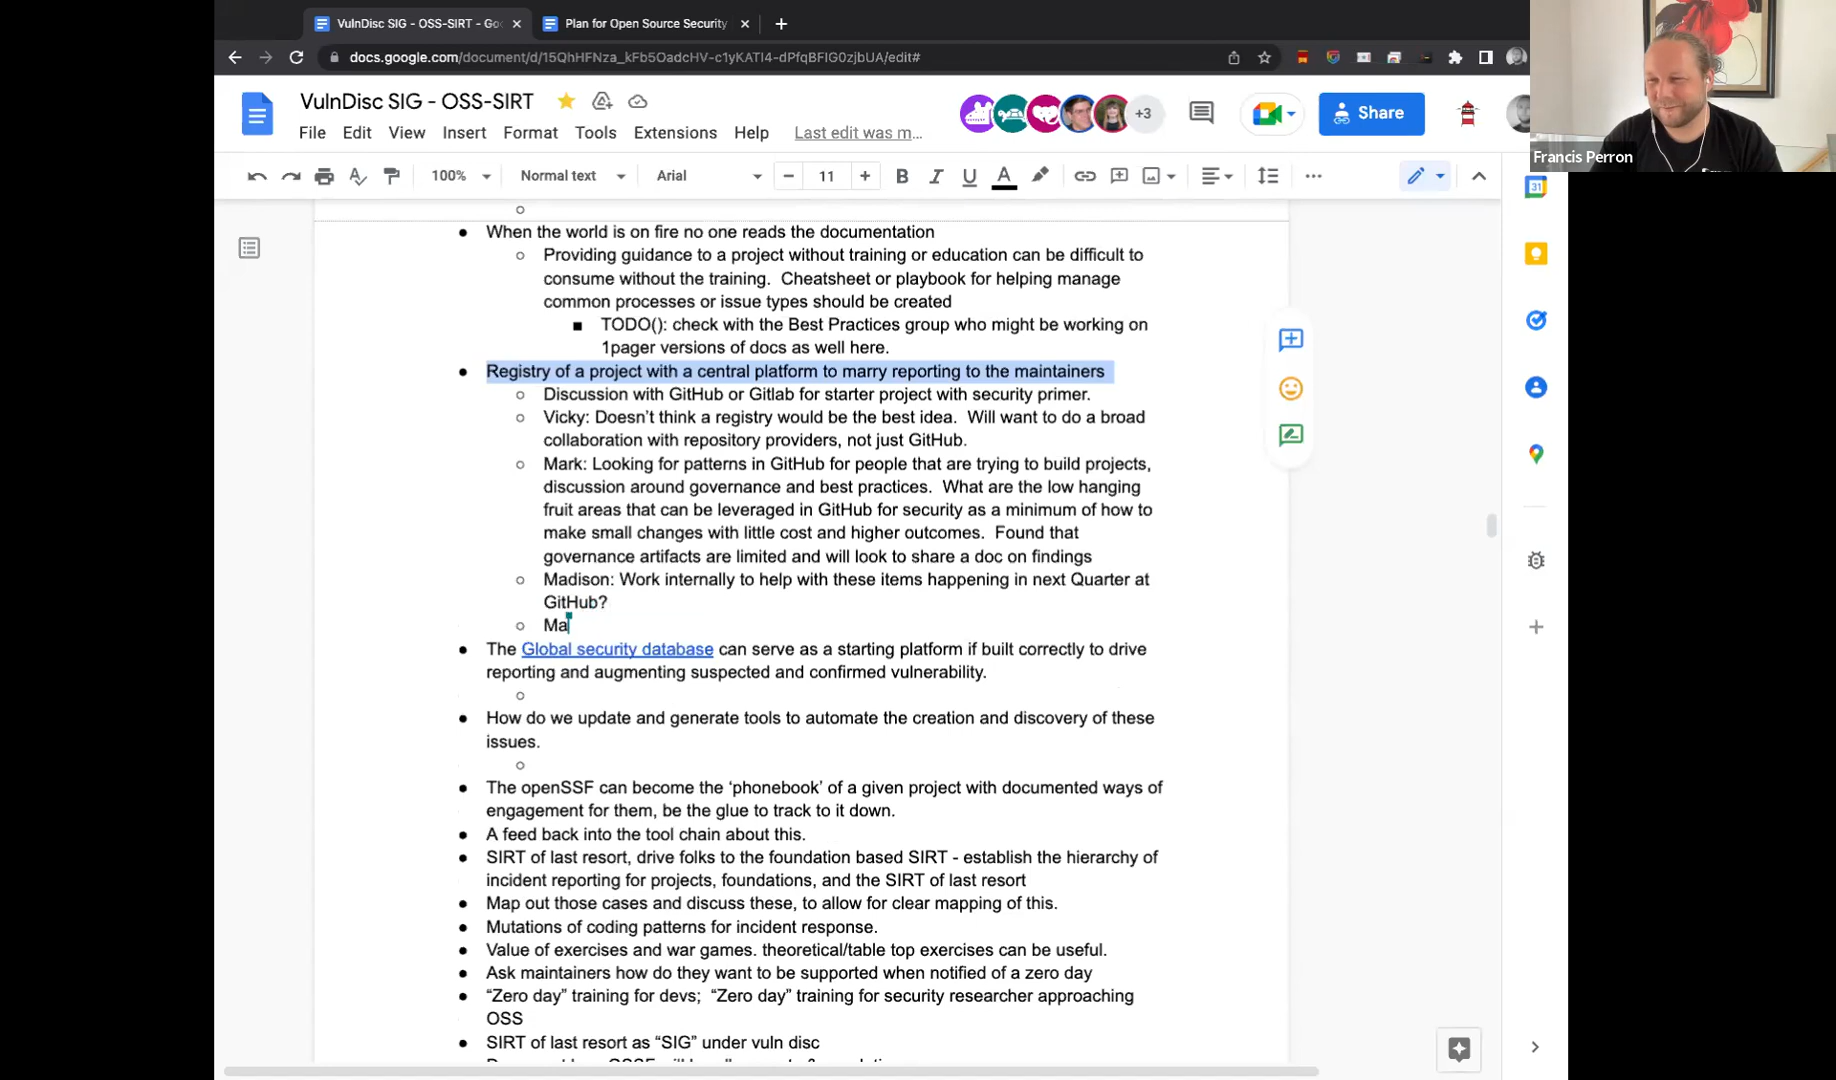 VulnDisc SIG - OSS-SIRT - Goo
Plan for Open Source Security
docs.google.com/document/d/15QhHFNza_kFb5OadcHV-c1yKATI4-dPfqBFIG0zjbUA/edit#
VulnDisc SIG - OSS-SIRT
+3
Share
File Edit View Insert Format Tools Extensions Help Last edit was m...
Francis Perron
100% Normal text Arial 11
31
When the world is on fire no one reads the documentation
Providing guidance to a project without training or education can be difficult to
consume without the training. Cheatsheet or playbook for helping manage
common processes or issue types should be created
TODO(): check with the Best Practices group who might be working on
1pager versions of docs as well here.
Registry of a project with a central platform to marry reporting to the maintainers
Discussion with GitHub or Gitlab for starter project with security primer.
Vicky: Doesn't think a registry would be the best idea. Will want to do a broad
collaboration with repository providers, not just GitHub.
Mark: Looking for patterns in GitHub for people that are trying to build projects,
discussion around governance and best practices. What are the low hanging
fruit areas that can be leveraged in GitHub for security as a minimum of how to
make small changes with little cost and higher outcomes. Found that
governance artifacts are limited and will look to share a doc on findings
Madison: Work internally to help with these items happening in next Quarter at
GitHub?
Ma
The Global security database can serve as a starting platform if built correctly to drive
reporting and augmenting suspected and confirmed vulnerability.
How do we update and generate tools to automate the creation and discovery of these
issues.
The openSSF can become the ‘phonebook’ of a given project with documented ways of
engagement for them, be the glue to track to it down.
A feed back into the tool chain about this.
SIRT of last resort, drive folks to the foundation based SIRT - establish the hierarchy of
incident reporting for projects, foundations, and the SIRT of last resort
Map out those cases and discuss these, to allow for clear mapping of this.
Mutations of coding patterns for incident response.
Value of exercises and war games. theoretical/table top exercises can be useful.
Ask maintainers how do they want to be supported when notified of a zero day
“Zero day” training for devs; “Zero day” training for security researcher approaching
OSS
SIRT of last resort as “SIG” under vuln disc